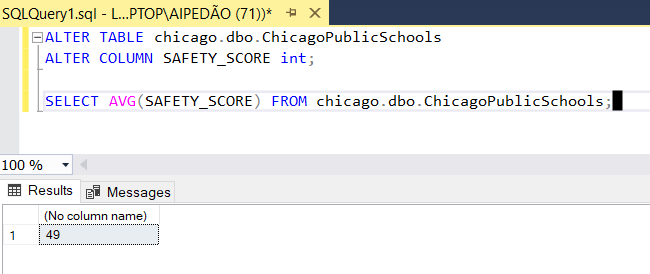 SQLQuery1.sql - L...PTOP\AIPEDÃO (71))*
ALTER TABLE chicago.dbo.ChicagoPublicSchools
ALTER COLUMN SAFETY_SCORE int;
SELECT AVG(SAFETY_SCORE) FROM chicago.dbo.ChicagoPublicSchools;
100 %
Results Messages
(No column name)
1 49